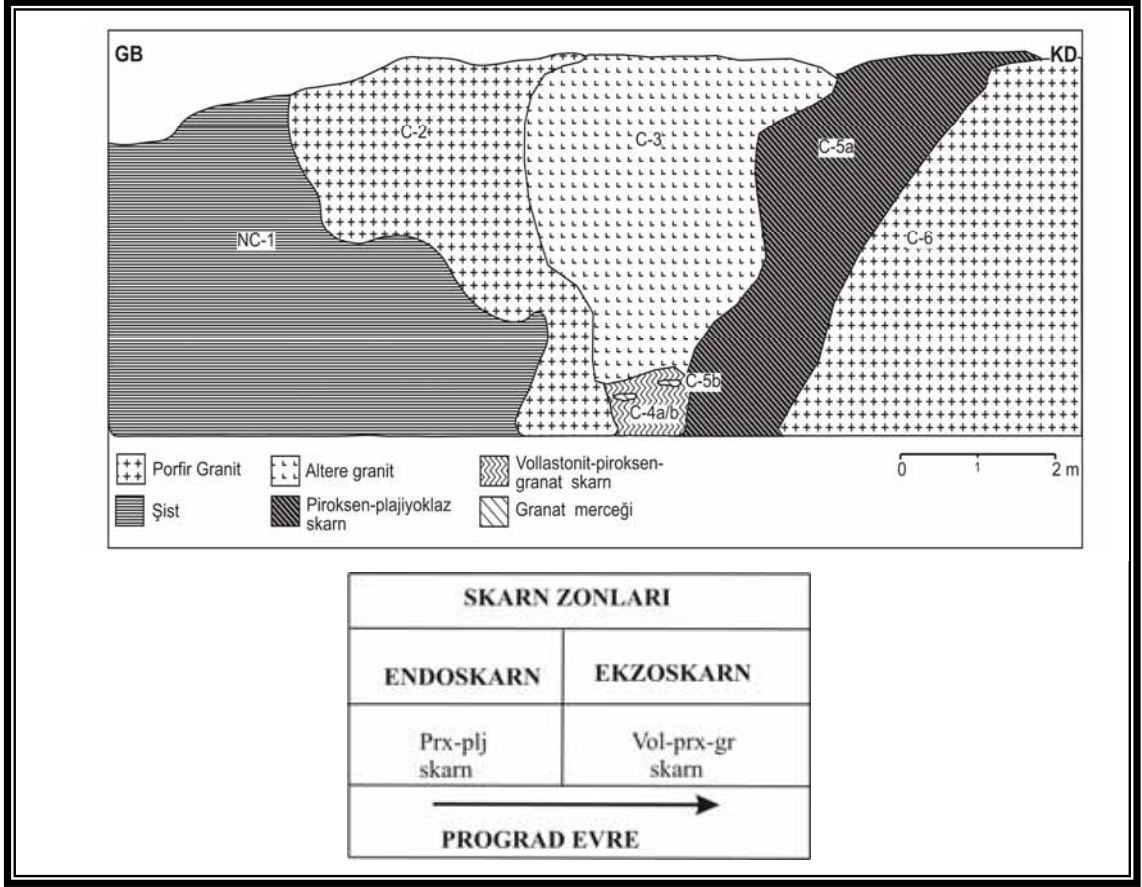 GB
KD
C-2
C-3
C-5a
NC-1
C-6
C-5b
C-4a/b
Porfir Granit
Altere granit
Vollastonit-piroksen-
granat skarn
0 1 2 m
Şist
Piroksen-plajiyoklaz
skarn
Granat merceği
SKARN ZONLARI
ENDOSKARN
EKZOSKARN
Prx-plj
skarn
Vol-prx-gr
skarn
PROGRAD EVRE